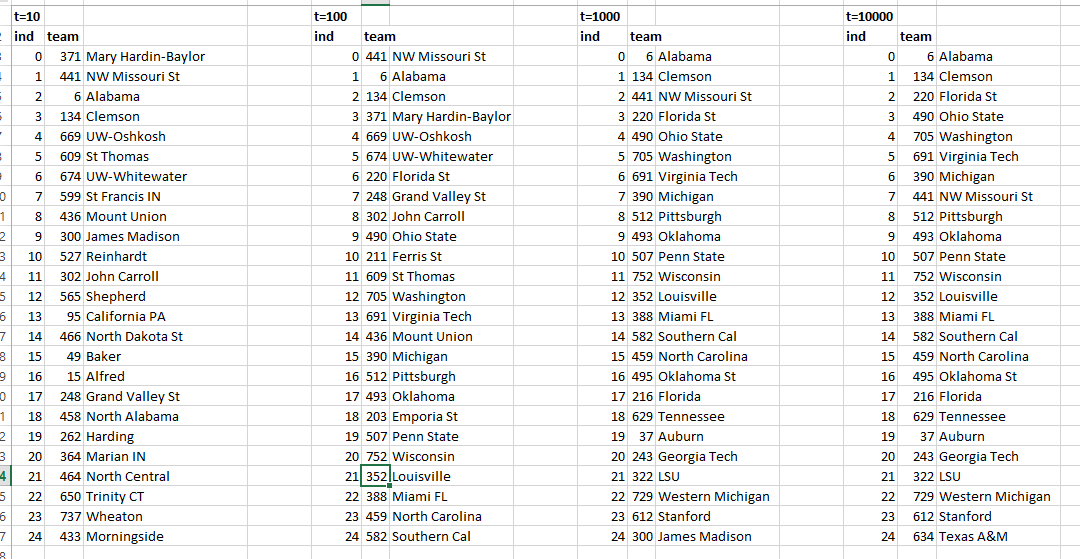 t=10 t=100 t=1000 t=10000
ind team ind team ind team ind team
0 371 Mary Hardin-Baylor 0 441 NW Missouri St 0 6 Alabama 0 6 Alabama
1 441 NW Missouri St 1 6 Alabama 1 134 Clemson 1 134 Clemson
2 6 Alabama 2 134 Clemson 2 441 NW Missouri St 2 220 Florida St
3 134 Clemson 3 371 Mary Hardin-Baylor 3 220 Florida St 3 490 Ohio State
4 669 UW-Oshkosh 4 669 UW-Oshkosh 4 490 Ohio State 4 705 Washington
5 609 St Thomas 5 674 UW-Whitewater 5 705 Washington 5 691 Virginia Tech
6 674 UW-Whitewater 6 220 Florida St 6 691 Virginia Tech 6 390 Michigan
7 599 St Francis IN 7 248 Grand Valley St 7 390 Michigan 7 441 NW Missouri St
8 436 Mount Union 8 302 John Carroll 8 512 Pittsburgh 8 512 Pittsburgh
9 300 James Madison 9 490 Ohio State 9 493 Oklahoma 9 493 Oklahoma
10 527 Reinhardt 10 211 Ferris St 10 507 Penn State 10 507 Penn State
11 302 John Carroll 11 609 St Thomas 11 752 Wisconsin 11 752 Wisconsin
12 565 Shepherd 12 705 Washington 12 352 Louisville 12 352 Louisville
13 95 California PA 13 691 Virginia Tech 13 388 Miami FL 13 388 Miami FL
14 466 North Dakota St 14 436 Mount Union 14 582 Southern Cal 14 582 Southern Cal
15 49 Baker 15 390 Michigan 15 459 North Carolina 15 459 North Carolina
16 15 Alfred 16 512 Pittsburgh 16 495 Oklahoma St 16 495 Oklahoma St
17 248 Grand Valley St 17 493 Oklahoma 17 216 Florida 17 216 Florida
18 458 North Alabama 18 203 Emporia St 18 629 Tennessee 18 629 Tennessee
19 262 Harding 19 507 Penn State 19 37 Auburn 19 37 Auburn
20 364 Marian IN 20 752 Wisconsin 20 243 Georgia Tech 20 243 Georgia Tech
21 464 North Central 21 352 Louisville 21 322 LSU 21 322 LSU
22 650 Trinity CT 22 388 Miami FL 22 729 Western Michigan 22 729 Western Michigan
23 737 Wheaton 23 459 North Carolina 23 612 Stanford 23 612 Stanford
24 433 Morningside 24 582 Southern Cal 24 300 James Madison 24 634 Texas A&M